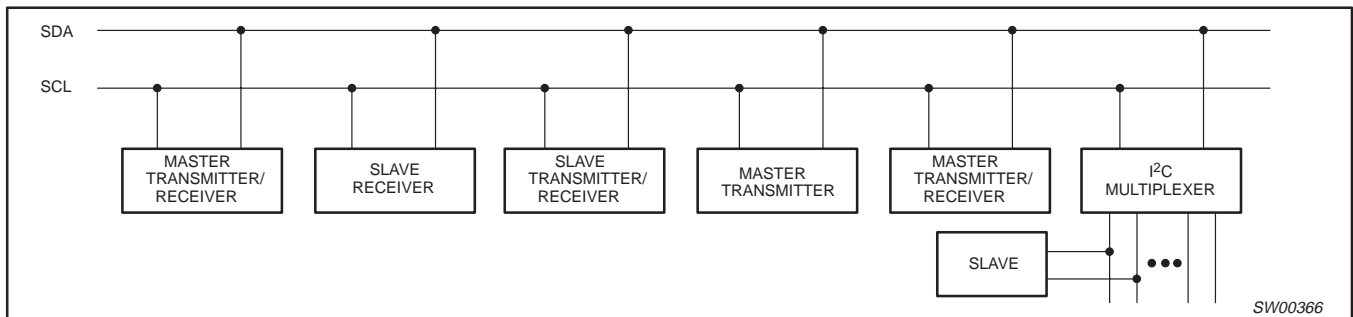 SDA
SCL
MASTER
TRANSMITTER/
RECEIVER
SLAVE
RECEIVER
SLAVE
TRANSMITTER/
RECEIVER
MASTER
TRANSMITTER
MASTER
TRANSMITTER/
RECEIVER
I²C
MULTIPLEXER
SLAVE
SW00366